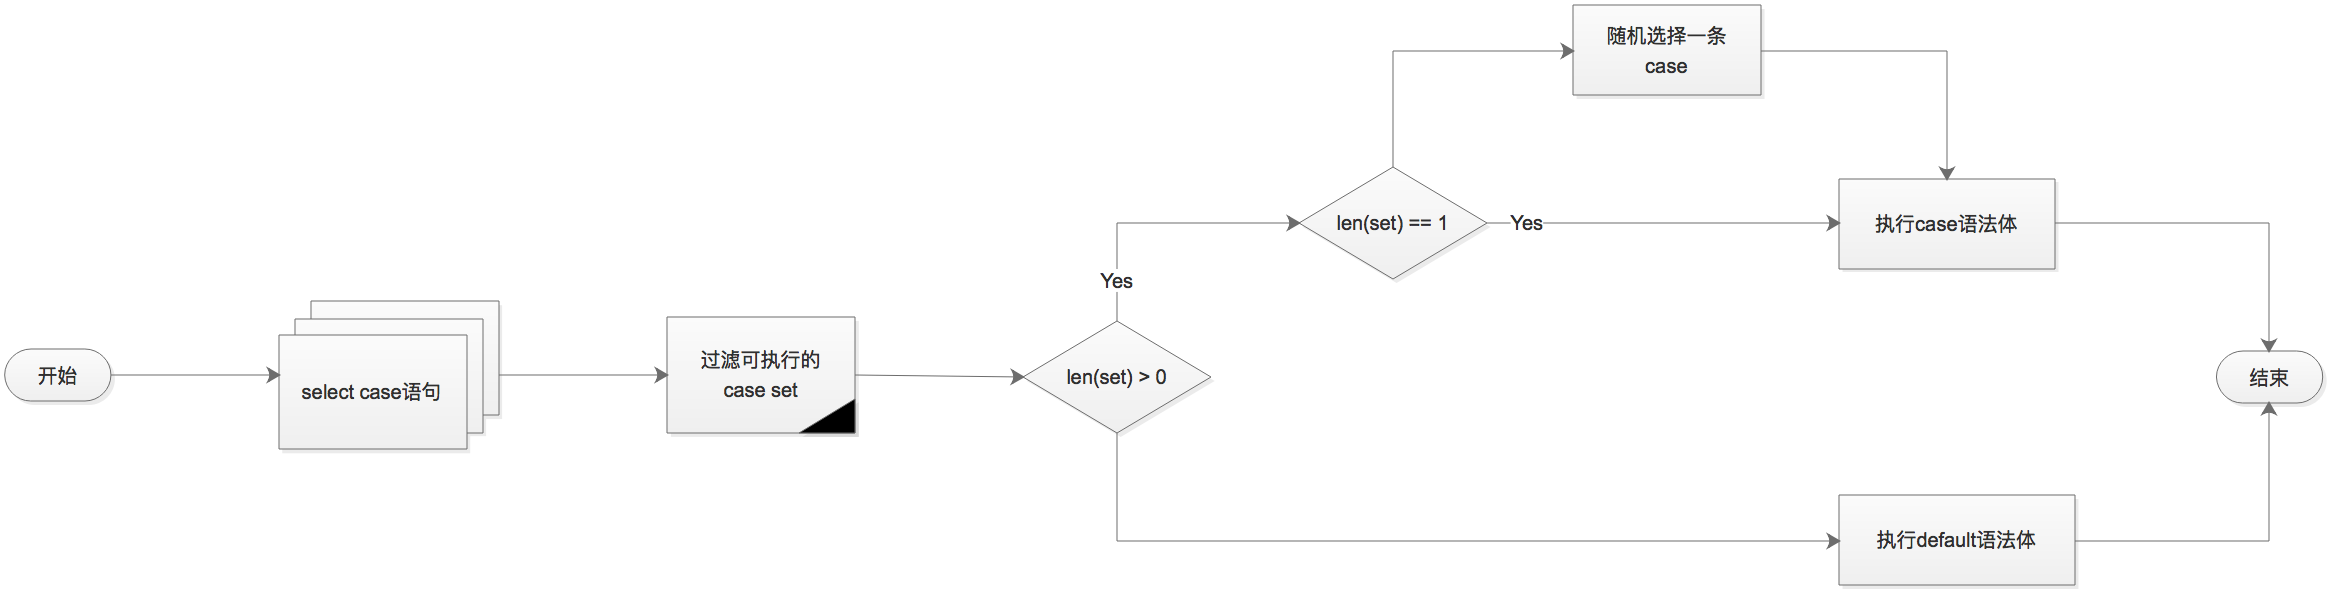 开始
select case语句
过滤可执行的
case set
len(set) > 0
Yes
len(set) == 1
Yes
随机选择一条
case
执行case语法体
执行default语法体
结束